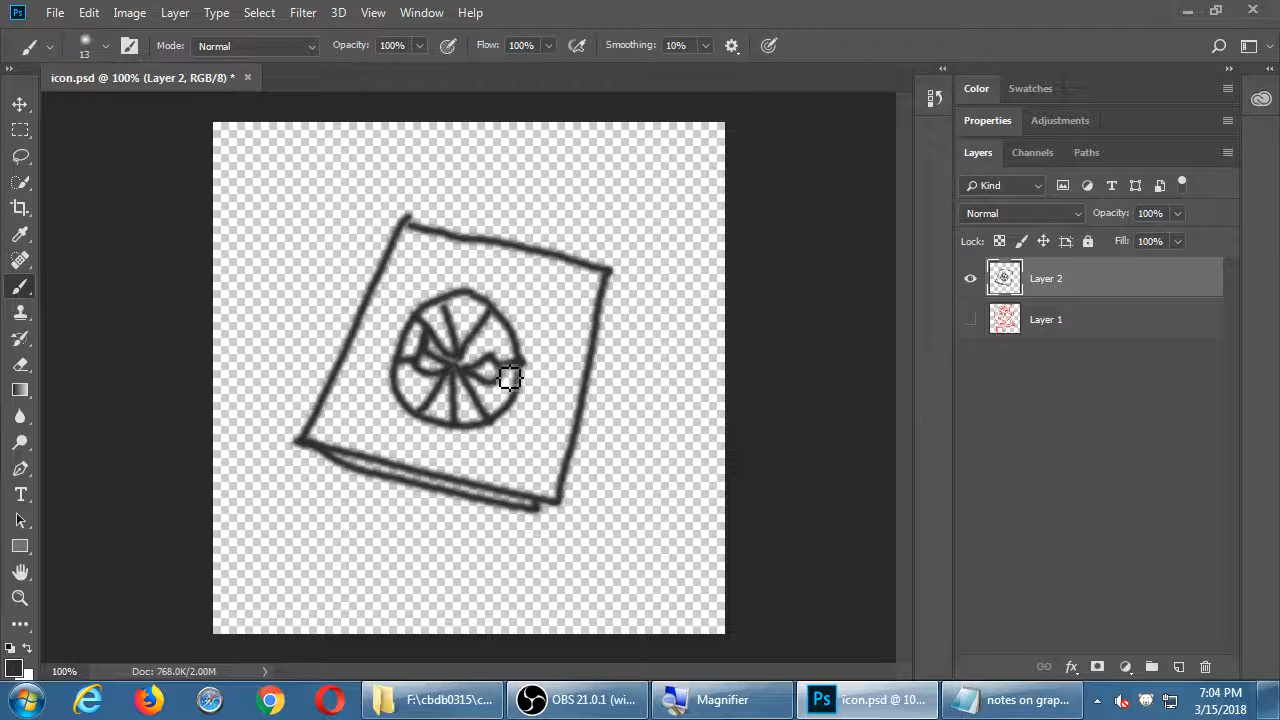 Ps File Edit Image Layer Type Select Filter 3D View Window Help
13 Mode: Normal Opacity: 100% Flow: 100% Smoothing: 10%
icon.psd @ 100% (Layer 2, RGB/8) * ×
Color Swatches
Properties Adjustments
Layers Channels Paths
Kind
Normal Opacity: 100%
Lock: Fill: 100%
Layer 2
Layer 1
100% Doc: 768.0K/2.00M
F:\cbdb0315\c... OBS 21.0.1 (wi... Magnifier Ps icon.psd @ 10... notes on grap... 7:04 PM
3/15/2018